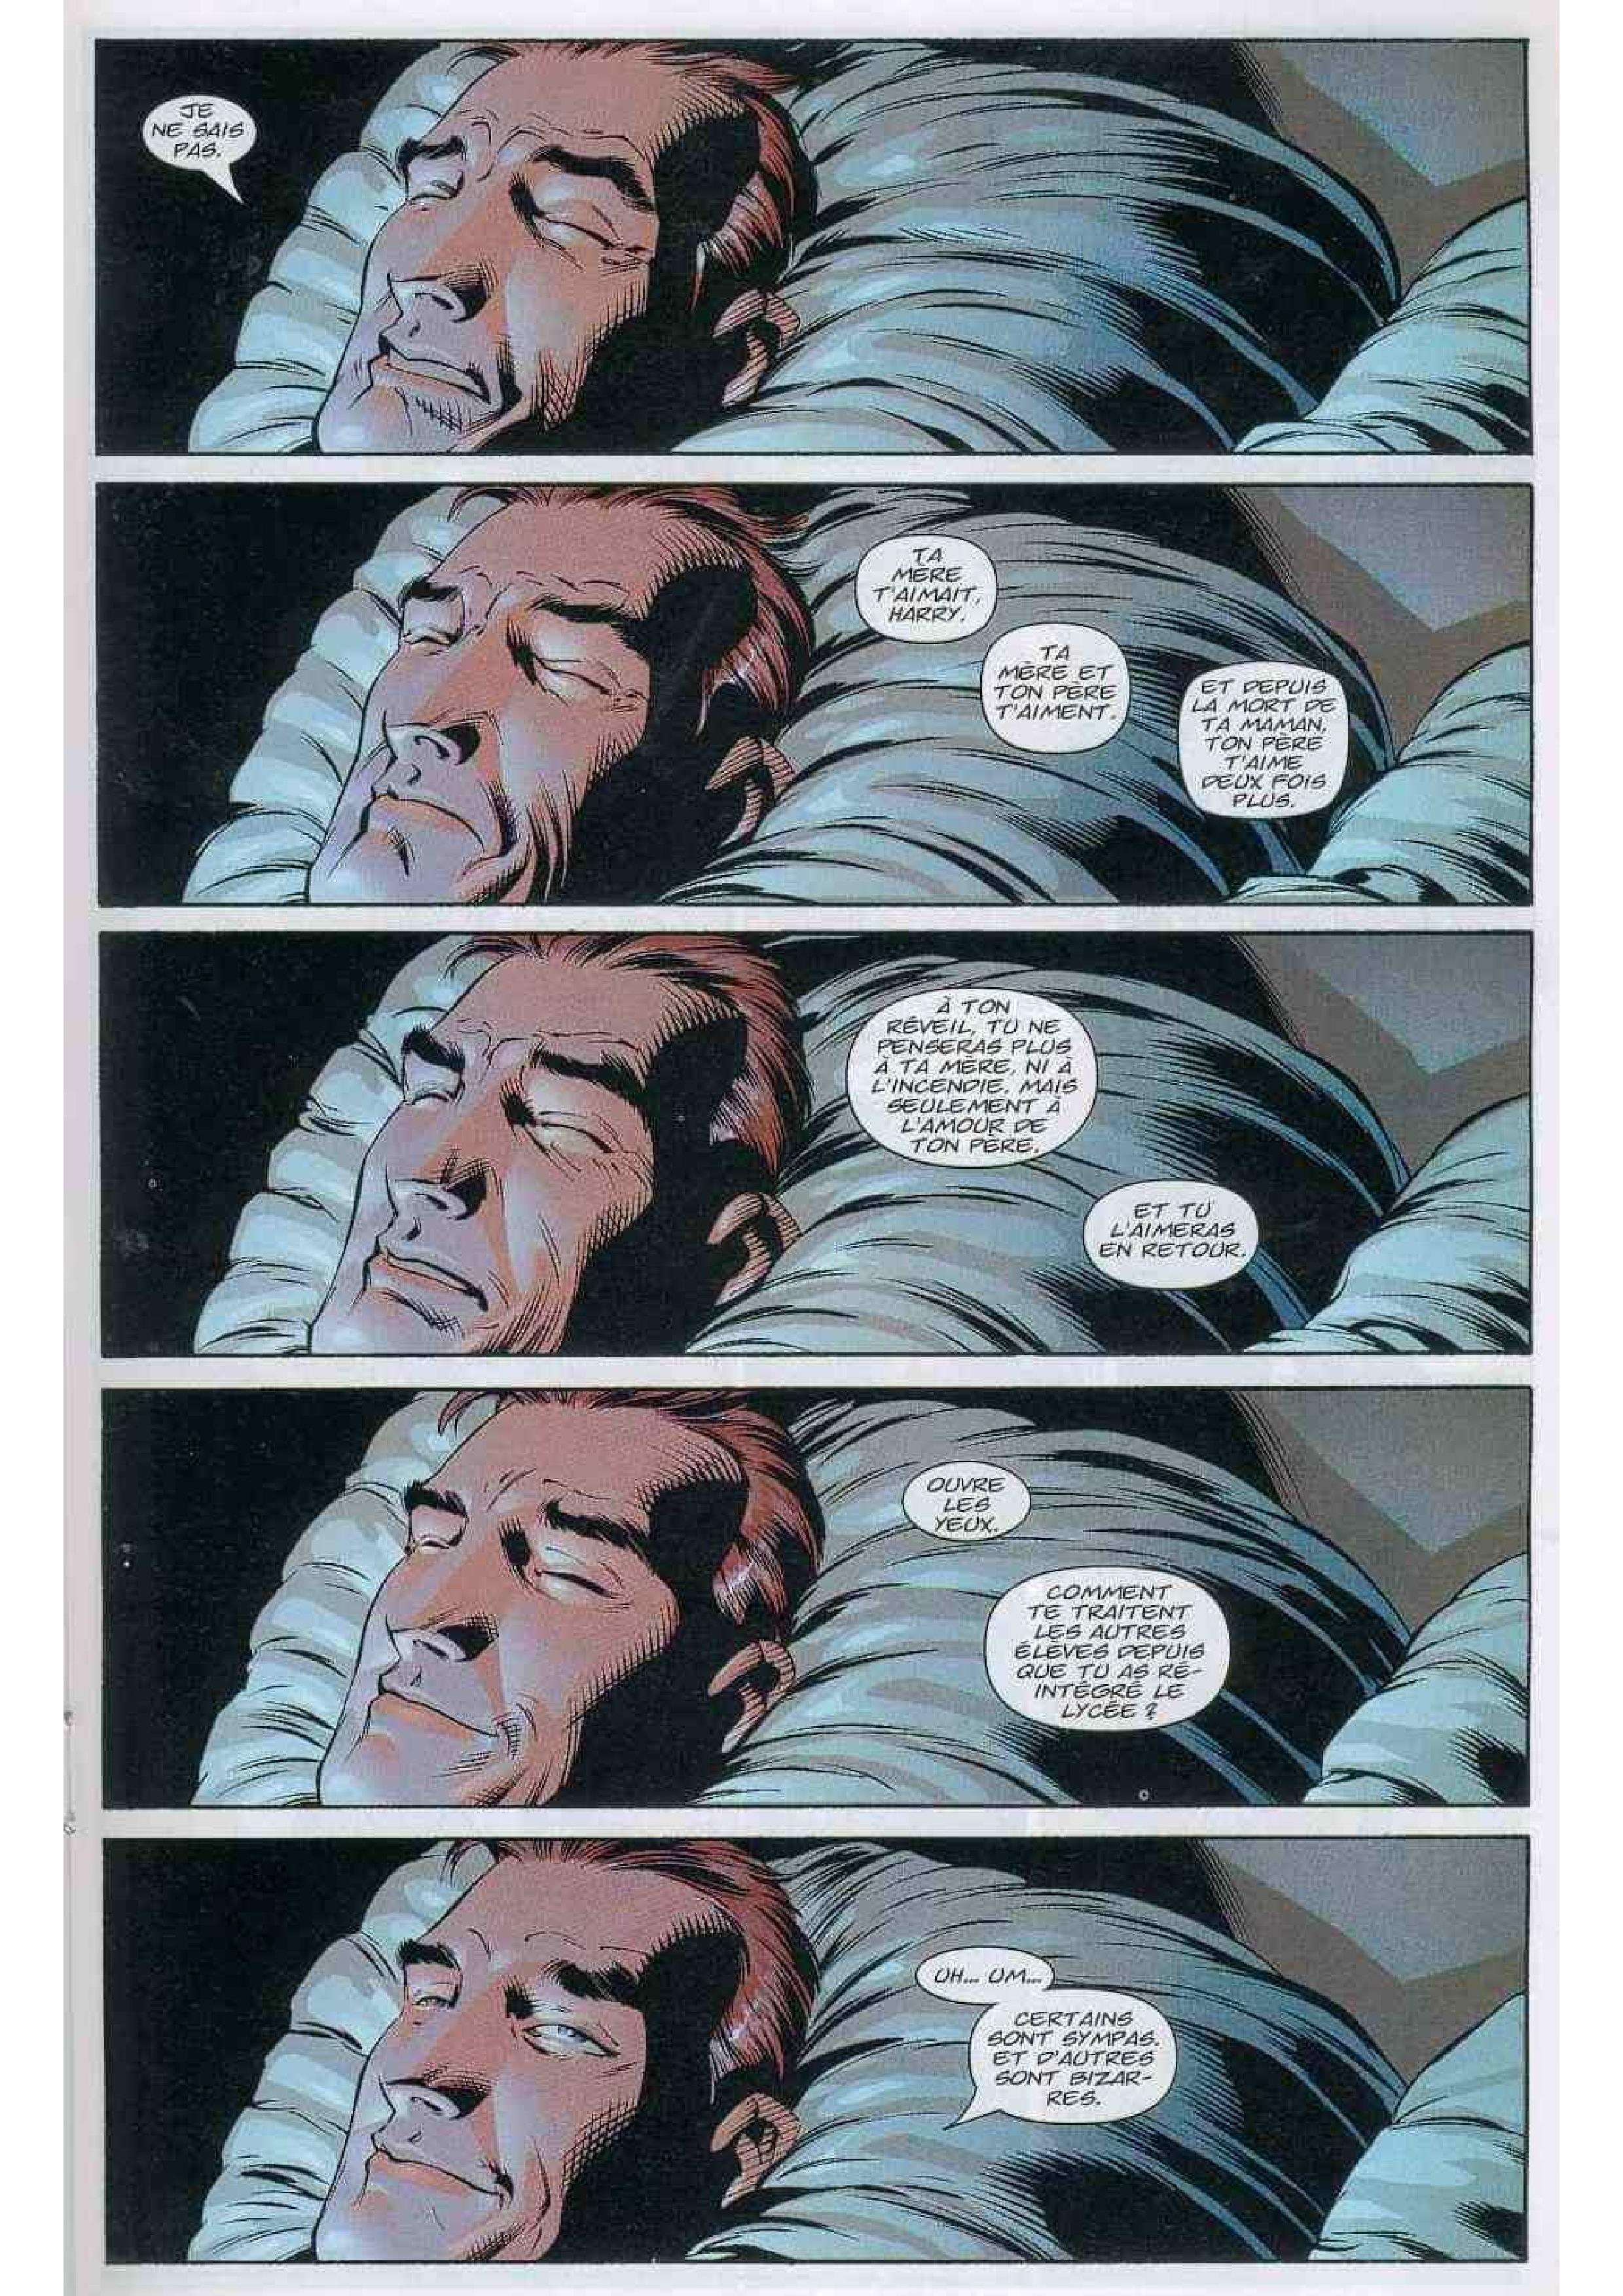 JE
NE SAIS
PAS.
TA
MÈRE
T'AIMAIT,
HARRY.
TA
MÈRE ET
TON PÈRE
T'AIMENT.
ET DEPUIS
LA MORT DE
TA MAMAN,
TON PÈRE
T'AIME
DEUX FOIS
PLUS.
À TON
RÉVEIL, TU NE
PENSERAS PLUS
À TA MÈRE, NI À
L'INCENDIE, MAIS
SEULEMENT À
L'AMOUR DE
TON PÈRE.
ET TU
L'AIMERAS
EN RETOUR.
OUVRE
LES
YEUX.
COMMENT
TE TRAITENT
LES AUTRES
ÉLÈVES DEPUIS
QUE TU AS RÉ-
INTÉGRÉ LE
LYCÉE ?
UH... UM...
CERTAINS
SONT SYMPAS.
ET D'AUTRES
SONT BIZAR-
RES.